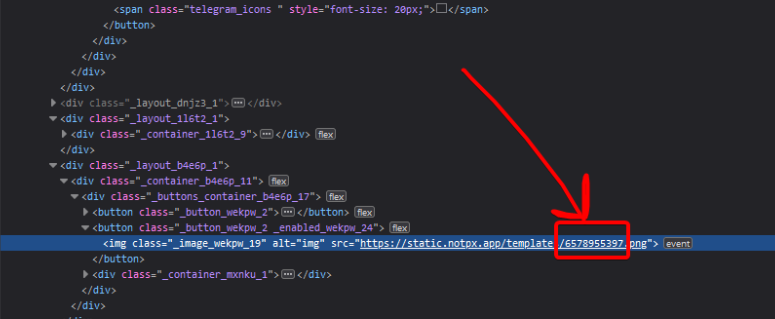 <span class="telegram_icons " style="font-size: 20px;"></span>
</button>
</div>
</div>
</div>
</div>
<div class="_layout_dnjz3_1"></div>
<div class="_layout_1l6t2_1">
<div class="_container_1l6t2_9"></div> flex
</div>
<div class="_layout_b4e6p_1">
<div class="_container_b4e6p_11"> flex
<div class="_buttons_container_b4e6p_17"> flex
<button class="_button_wekpw_2"></button> flex
<button class="_button_wekpw_2 _enabled_wekpw_24"> flex
<img class="_image_wekpw_19" alt="img" src="https://static.notpx.app/template/6578955397.png"> event
</button>
<div class="_container_mxnku_1"></div>
</div>
</div>